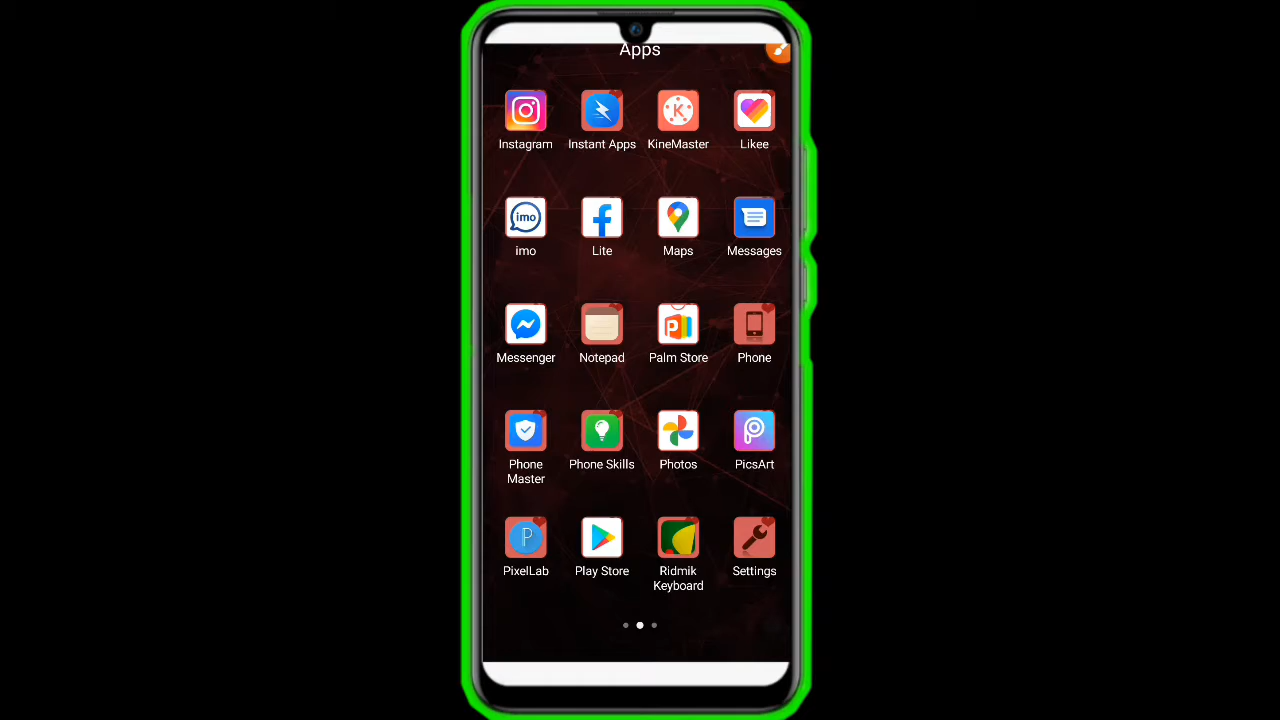 Apps
Instagram Instant Apps KineMaster Likee
imo
imo Lite Maps Messages
Messenger Notepad Palm Store Phone
Phone Master Phone Skills Photos PicsArt
PixelLab Play Store Ridmik Keyboard Settings